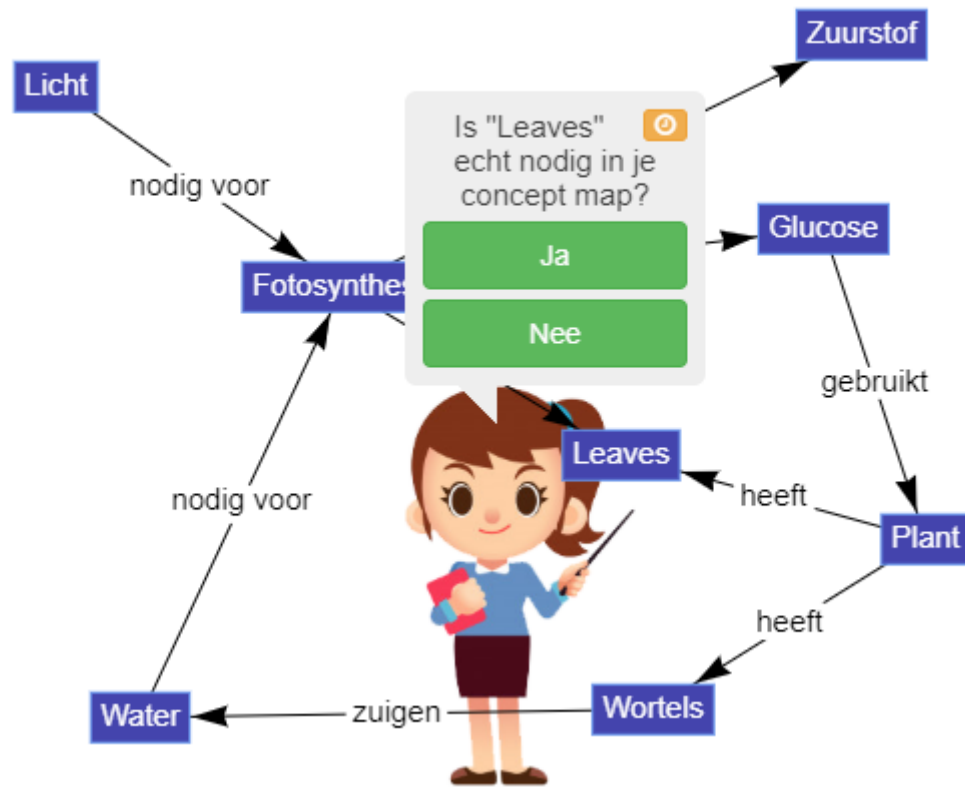 Zuurstof
Licht
Is "Leaves"
echt nodig in je
concept map?
nodig voor
Glucose
Ja
Fotosynthes
Nee
gebruikt
Leaves
heeft
nodig voor
Plant
heeft
Wortels
Water
zuigen